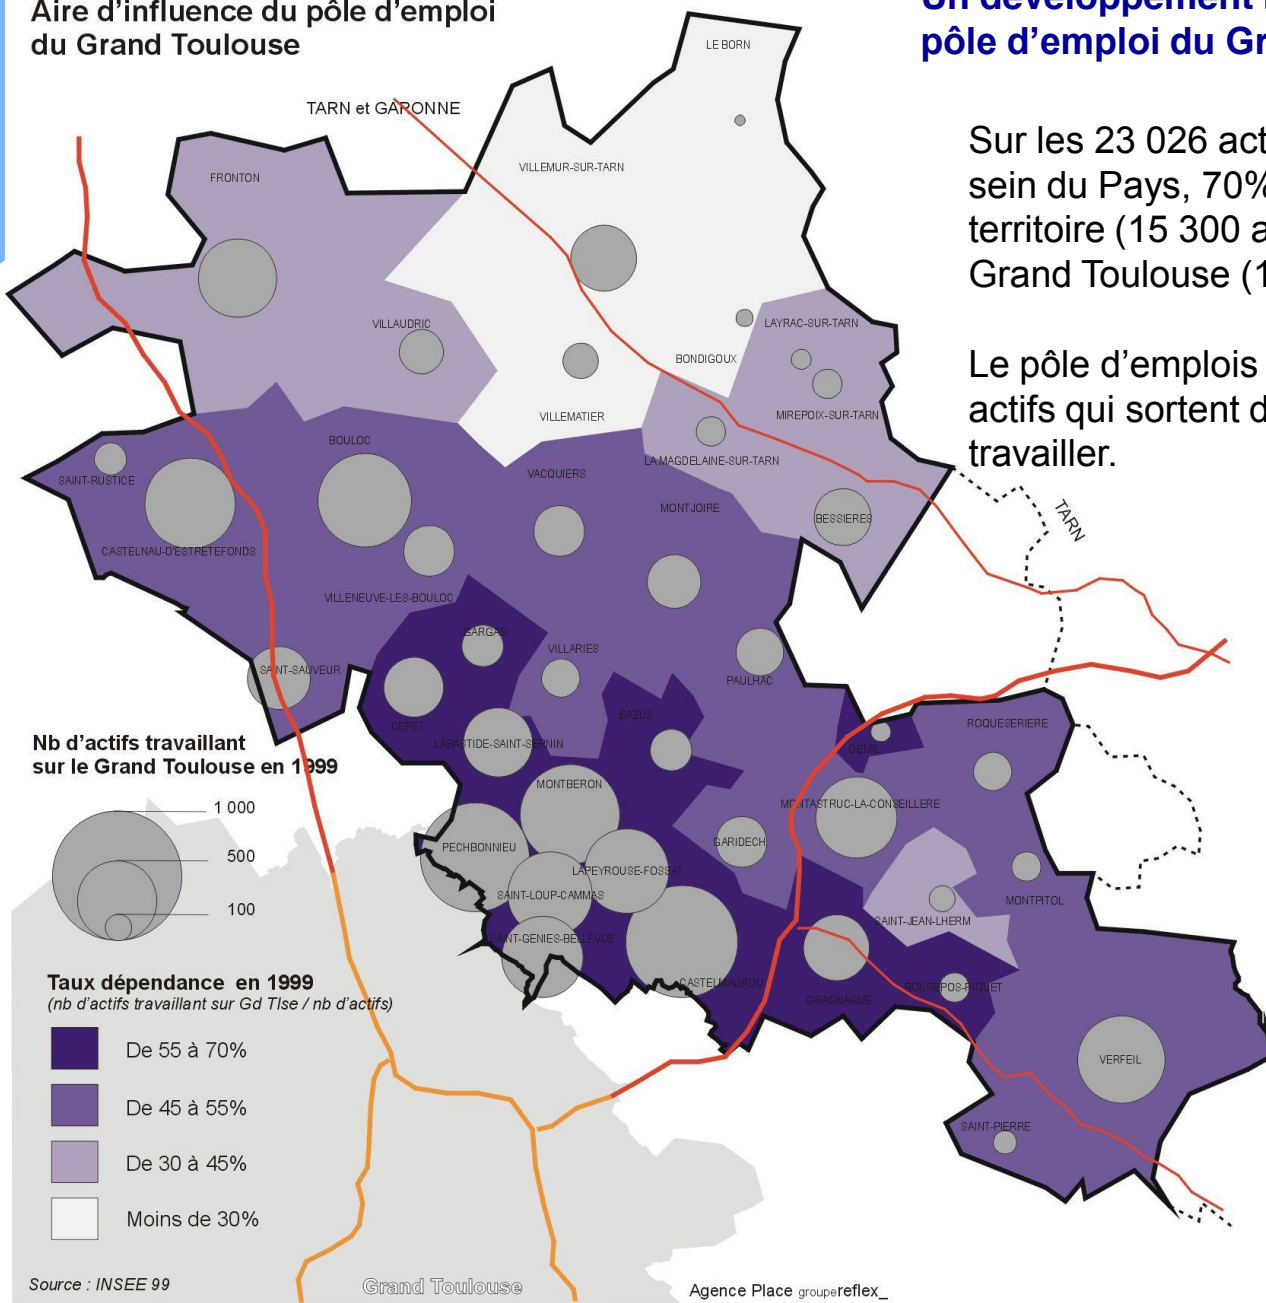 Aire d'influence du pôle d'emploi
du Grand Toulouse
Un développement
pôle d'emploi du Gr
Sur les 23 026 act
sein du Pays, 70%
territoire (15 300 a
Grand Toulouse (1
Le pôle d'emplois
actifs qui sortent d
travailler.
LE BORN
TARN et GARONNE
VILLEMUR-SUR-TARN
FRONTON
VILLAUDRIC
LAYRAC-SUR-TARN
BONDIGOUX
VILLEMATIER
MIREPOIX-SUR-TARN
BOULOC
LA MAGDELAINE-SUR-TARN
VACQUIERS
SAINT-RUSTICE
MONTJOIRE
BESSIERES
TARN
CASTELNAU-D'ESTRETEFONDS
VILLENEUVE-LES-BOULOC
GARGAS
VILLARIES
SAINT-SAUVEUR
PAULHAC
BAZUS
CEPET
ROQUESERIERE
LABASTIDE-SAINT-SERNIN
GEMIL
MONTBERON
MONTASTRUC-LA-CONSEILLERE
PECHBONNIEU
GARIDECH
LAPEYROUSE-FOSSAT
SAINT-LOUP-CAMMAS
MONTPITOL
SAINT-JEAN-LHERM
SAINT-GENIES-BELLEVUE
CASTELMAUROU
BONREPOS-RIQUET
GRAGNAGUE
VERFEIL
SAINT-PIERRE
Nb d'actifs travaillant
sur le Grand Toulouse en 1999
1 000
500
100
Taux dépendance en 1999
(nb d'actifs travaillant sur Gd Tlse / nb d'actifs)
De 55 à 70%
De 45 à 55%
De 30 à 45%
Moins de 30%
Source : INSEE 99
Grand Toulouse
Agence Place groupereflex_